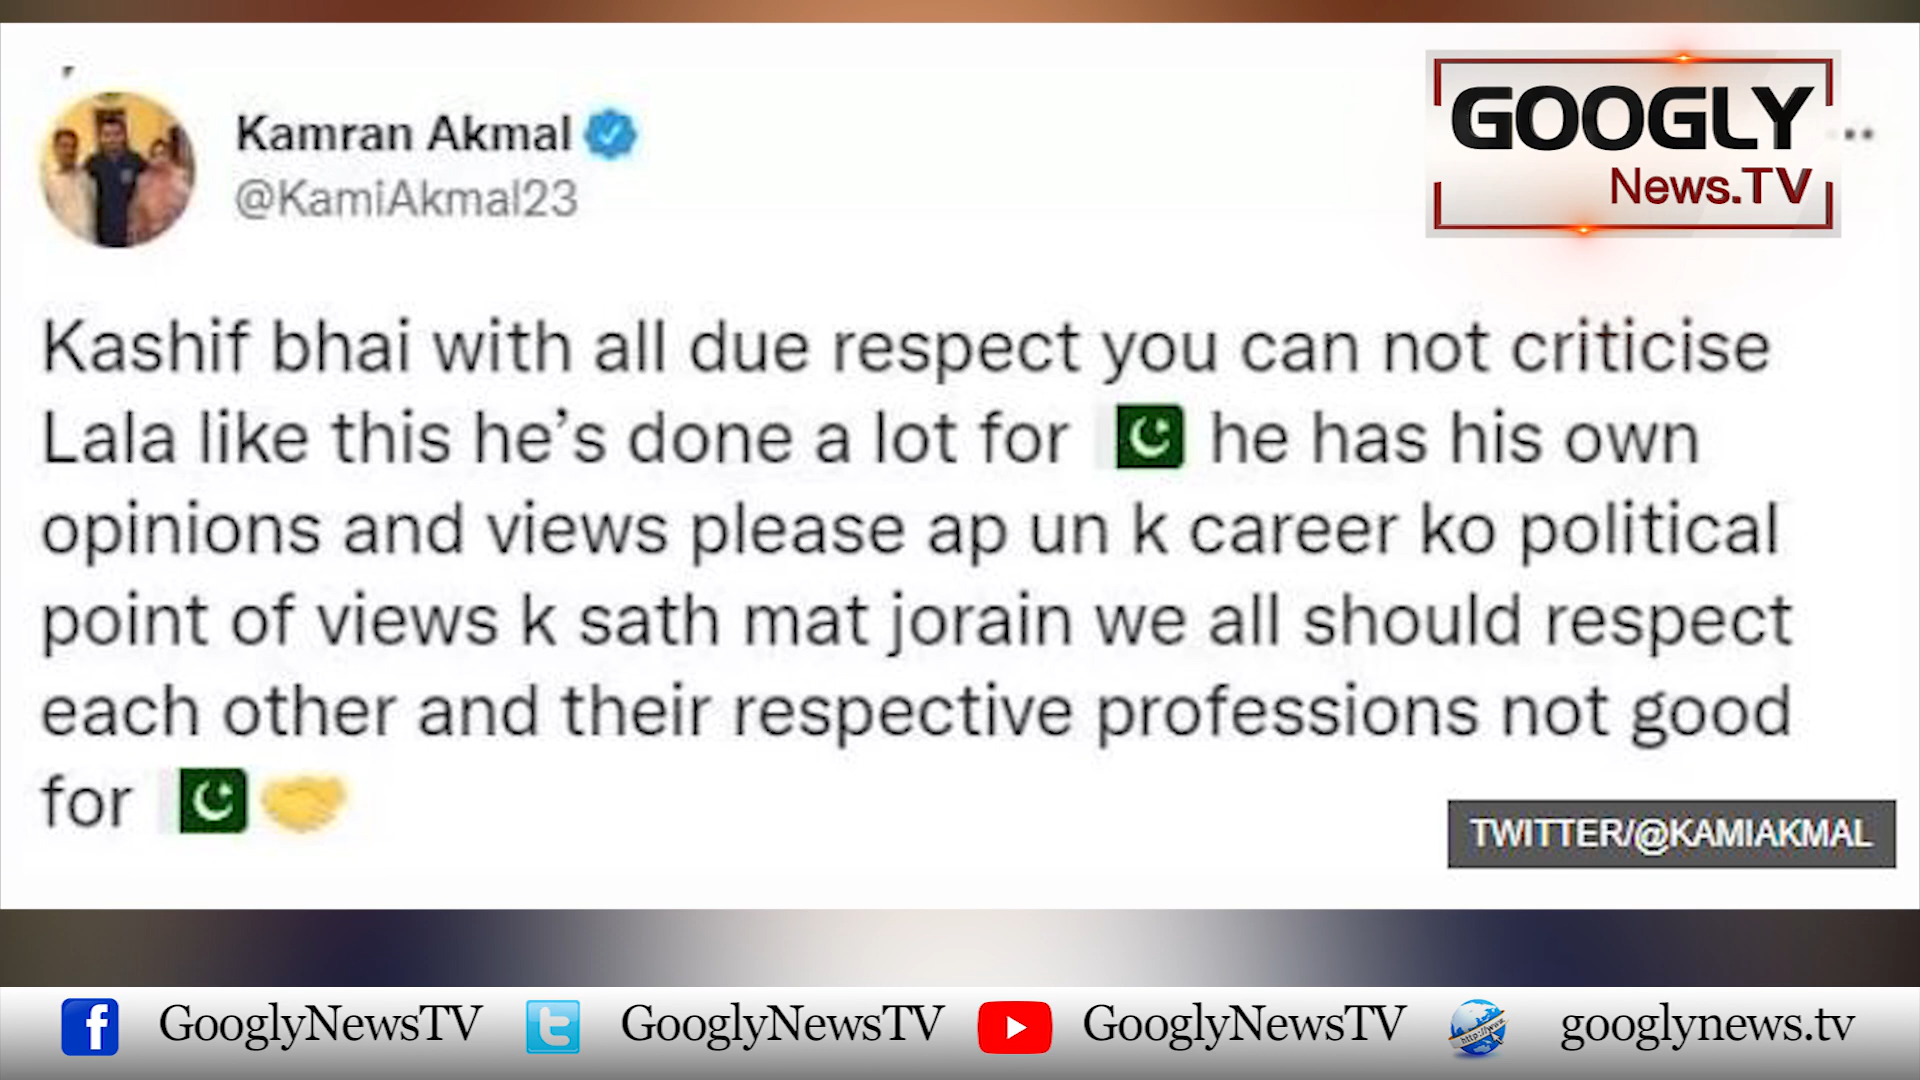 Kamran Akmal
@KamiAkmal23
GOOGLY
News.TV
Kashif bhai with all due respect you can not criticise
Lala like this he’s done a lot for 🇵🇰 he has his own
opinions and views please ap un k career ko political
point of views k sath mat jorain we all should respect
each other and their respective professions not good
for 🇵🇰🤝
TWITTER/@KAMIAKMAL
GooglyNewsTV GooglyNewsTV GooglyNewsTV googlynews.tv